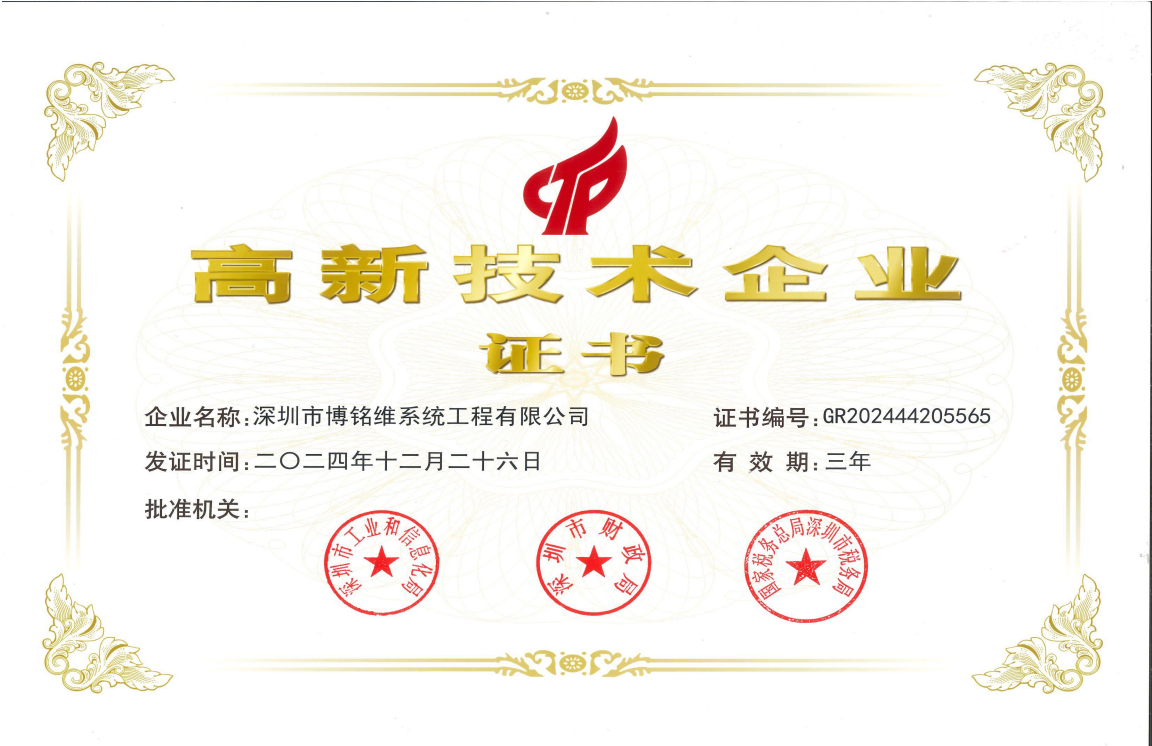 CTP
高新技术企业
证书
企业名称:深圳市博铭维系统工程有限公司
证书编号:GR202444205565
发证时间:二〇二四年十二月二十六日
有效期:三年
批准机关:
深圳市工业和信息化局
深圳市财政局
国家税务总局深圳市税务局